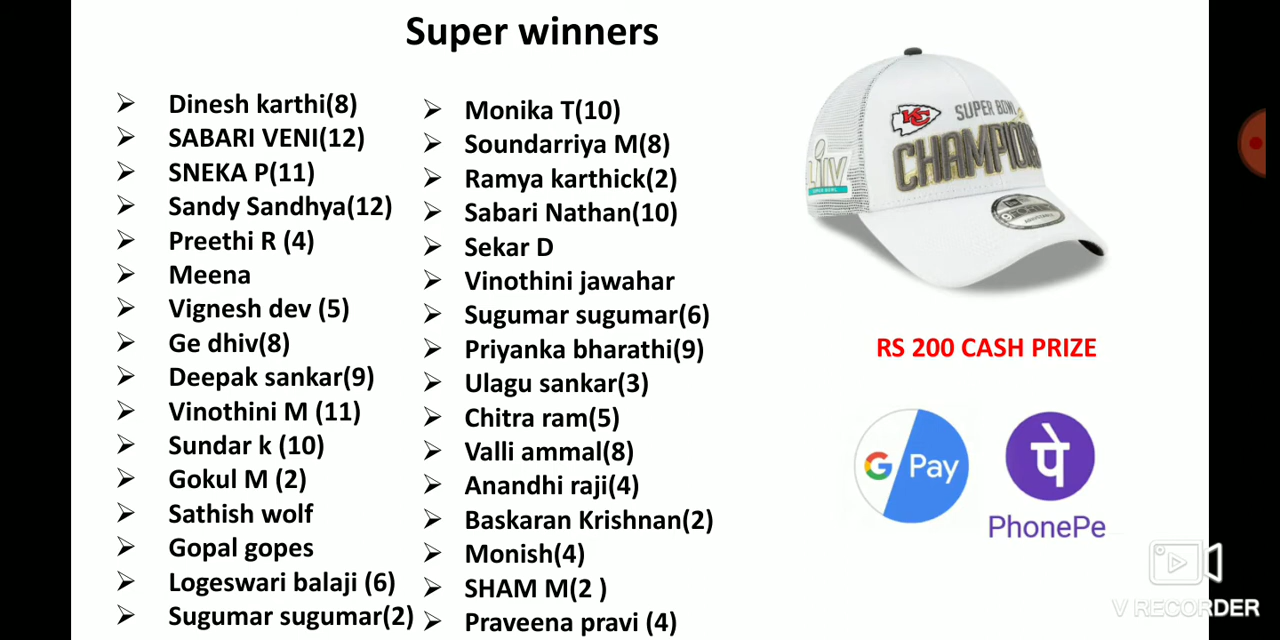 Super winners
Dinesh karthi(8)
SABARI VENI(12)
SNEKA P(11)
Sandy Sandhya(12)
Preethi R (4)
Meena
Vignesh dev (5)
Ge dhiv(8)
Deepak sankar(9)
Vinothini M (11)
Sundar k (10)
Gokul M (2)
Sathish wolf
Gopal gopes
Logeswari balaji (6)
Sugumar sugumar(2)
Monika T(10)
Soundarriya M(8)
Ramya karthick(2)
Sabari Nathan(10)
Sekar D
Vinothini jawahar
Sugumar sugumar(6)
Priyanka bharathi(9)
Ulagu sankar(3)
Chitra ram(5)
Valli ammal(8)
Anandhi raji(4)
Baskaran Krishnan(2)
Monish(4)
SHAM M(2 )
Praveena pravi (4)
KC
SUPER BOWL
CHAMPIONS
LIV
RS 200 CASH PRIZE
G Pay
पे
PhonePe
V RECORDER